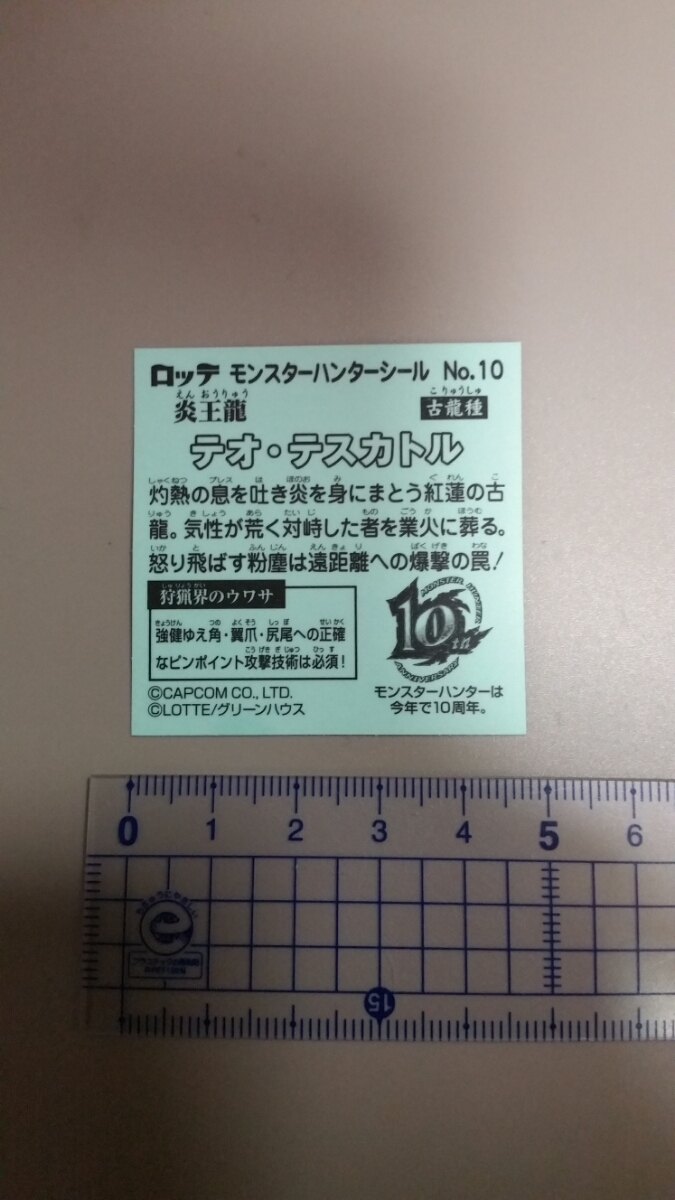 ロッテ モンスターハンターシール No.10
えんおうりゅう
炎王龍
こりゅうしゅ
古龍種
テオ・テスカトル
しゃくねつ ブレス は ほのお み ぐれん こ
灼熱の息を吐き炎を身にまとう紅蓮の古
りゅう きしょう あら たいじ もの ごうか ほうむ
龍。気性が荒く対峙した者を業火に葬る。
いか と ふんじん えんきょり ばくげき わな
怒り飛ばす粉塵は遠距離への爆撃の罠!
しゅりょうかい
狩猟界のウワサ
きょうけん つの よくそう しっぽ せいかく
強健ゆえ角・翼爪・尻尾への正確
こうげきぎじゅつ ひっす
なピンポイント攻撃技術は必須!
MONSTER HUNTER
10th
ANNIVERSARY
©CAPCOM CO., LTD.
©LOTTE/グリーンハウス
モンスターハンターは
今年で10周年。
0 1 2 3 4 5 6
e
15